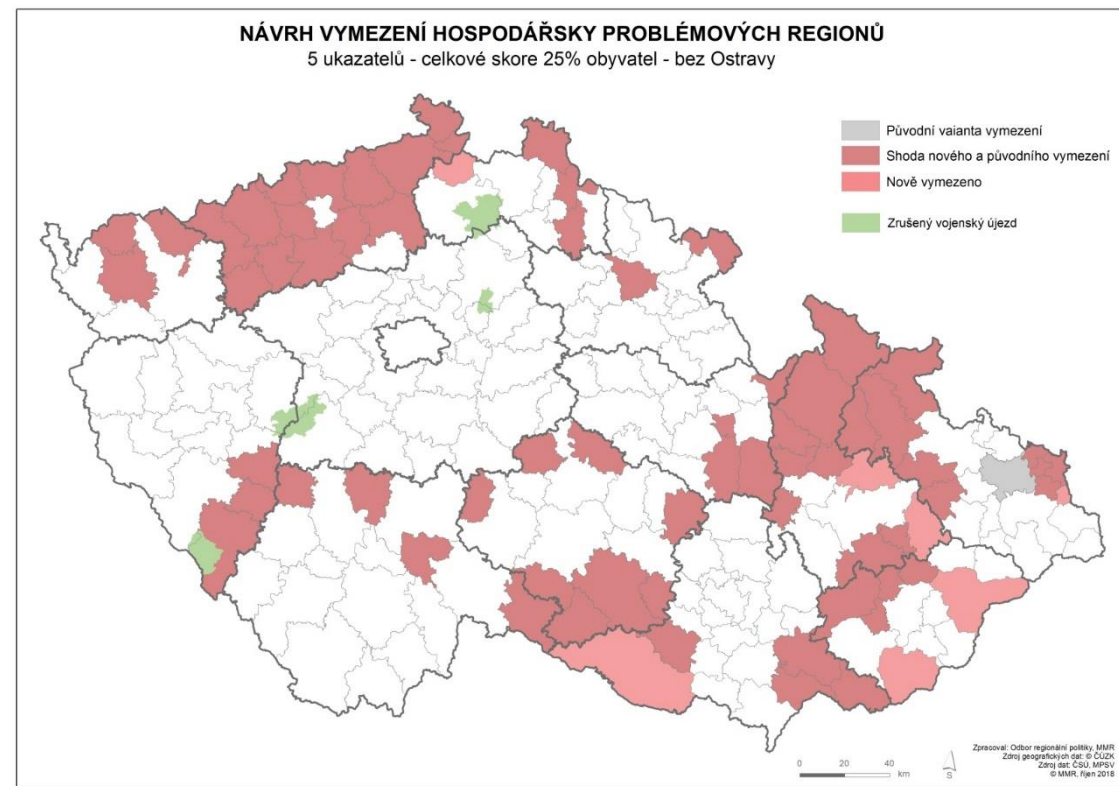 NÁVRH VYMEZENÍ HOSPODÁŘSKY PROBLÉMOVÝCH REGIONŮ
5 ukazatelů - celkové skore 25% obyvatel - bez Ostravy
Původní vaianta vymezení
Shoda nového a původního vymezení
Nově vymezeno
Zrušený vojenský újezd
Zpracoval: Odbor regionální politiky, MMR
Zdroj geografických dat: © ČÚZK
Zdroj dat: ČSÚ, MPSV
© MMR, říjen 2018
0 20 40
km
S